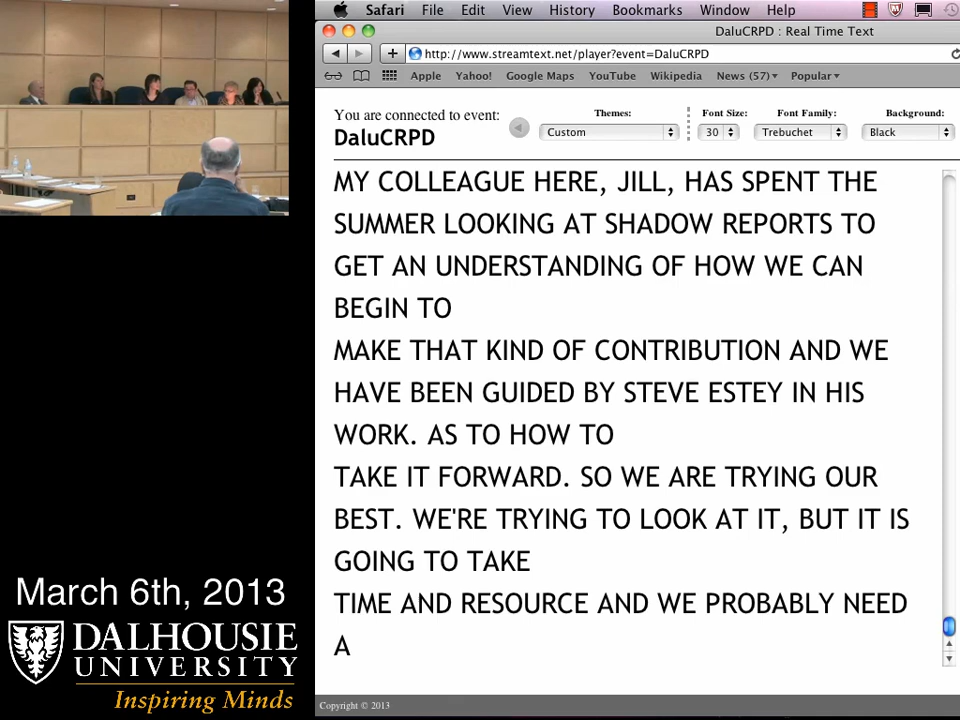 Safari File Edit View History Bookmarks Window Help
DaluCRPD : Real Time Text
http://www.streamtext.net/player?event=DaluCRPD
Apple Yahoo! Google Maps YouTube Wikipedia News (57) Popular
You are connected to event:
DaluCRPD
Themes:
Custom
Font Size:
30
Font Family:
Trebuchet
Background:
Black
MY COLLEAGUE HERE, JILL, HAS SPENT THE
SUMMER LOOKING AT SHADOW REPORTS TO
GET AN UNDERSTANDING OF HOW WE CAN
BEGIN TO
MAKE THAT KIND OF CONTRIBUTION AND WE
HAVE BEEN GUIDED BY STEVE ESTEY IN HIS
WORK. AS TO HOW TO
TAKE IT FORWARD. SO WE ARE TRYING OUR
BEST. WE'RE TRYING TO LOOK AT IT, BUT IT IS
GOING TO TAKE
TIME AND RESOURCE AND WE PROBABLY NEED
A
Copyright © 2013
March 6th, 2013
DALHOUSIE
UNIVERSITY
Inspiring Minds